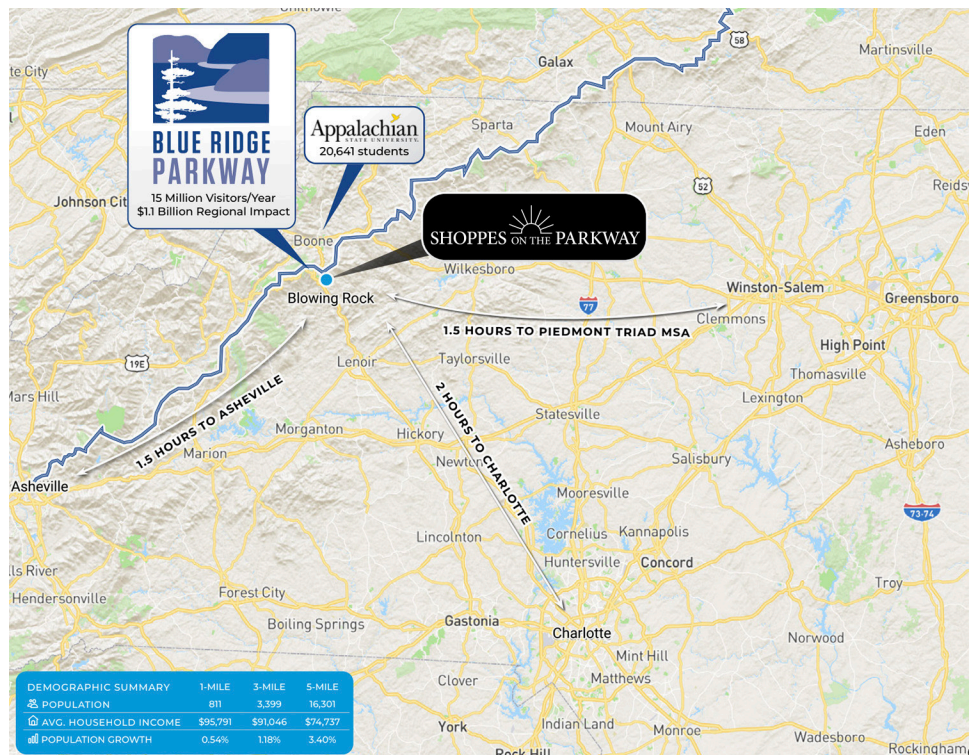 Chilhowie
58
Martinsville
te City
Galax
BLUE RIDGE
PARKWAY
15 Million Visitors/Year
$1.1 Billion Regional Impact
Appalachian
STATE UNIVERSITY
20,641 students
Sparta
Mount Airy
Eden
52
Reids
Johnson Cit
SHOPPES ON THE PARKWAY
Boone
Wilkesboro
Winston-Salem
Blowing Rock
77
Greensboro
1.5 HOURS TO PIEDMONT TRIAD MSA
Clemmons
High Point
19E
Lenoir
Taylorsville
Thomasville
Mars Hill
2 HOURS TO CHARLOTTE
Lexington
1.5 HOURS TO ASHEVILLE
Statesville
Morganton
Hickory
Asheboro
Marion
Newt
Salisbury
Asheville
Mooresville
73-74
Lincolnton
Cornelius
Kannapolis
Huntersville
Concord
lls River
Troy
Hendersonville
Forest City
Boiling Springs
Gastonia
Charlotte
Norwood
Mint Hill
Matthews
Clover
DEMOGRAPHIC SUMMARY 1-MILE 3-MILE 5-MILE
POPULATION 811 3,399 16,301
AVG. HOUSEHOLD INCOME $95,791 $91,046 $74,737
POPULATION GROWTH 0.54% 1.18% 3.40%
York
Indian Land
Monroe
Wadesboro
Rock Hill
Rockingham